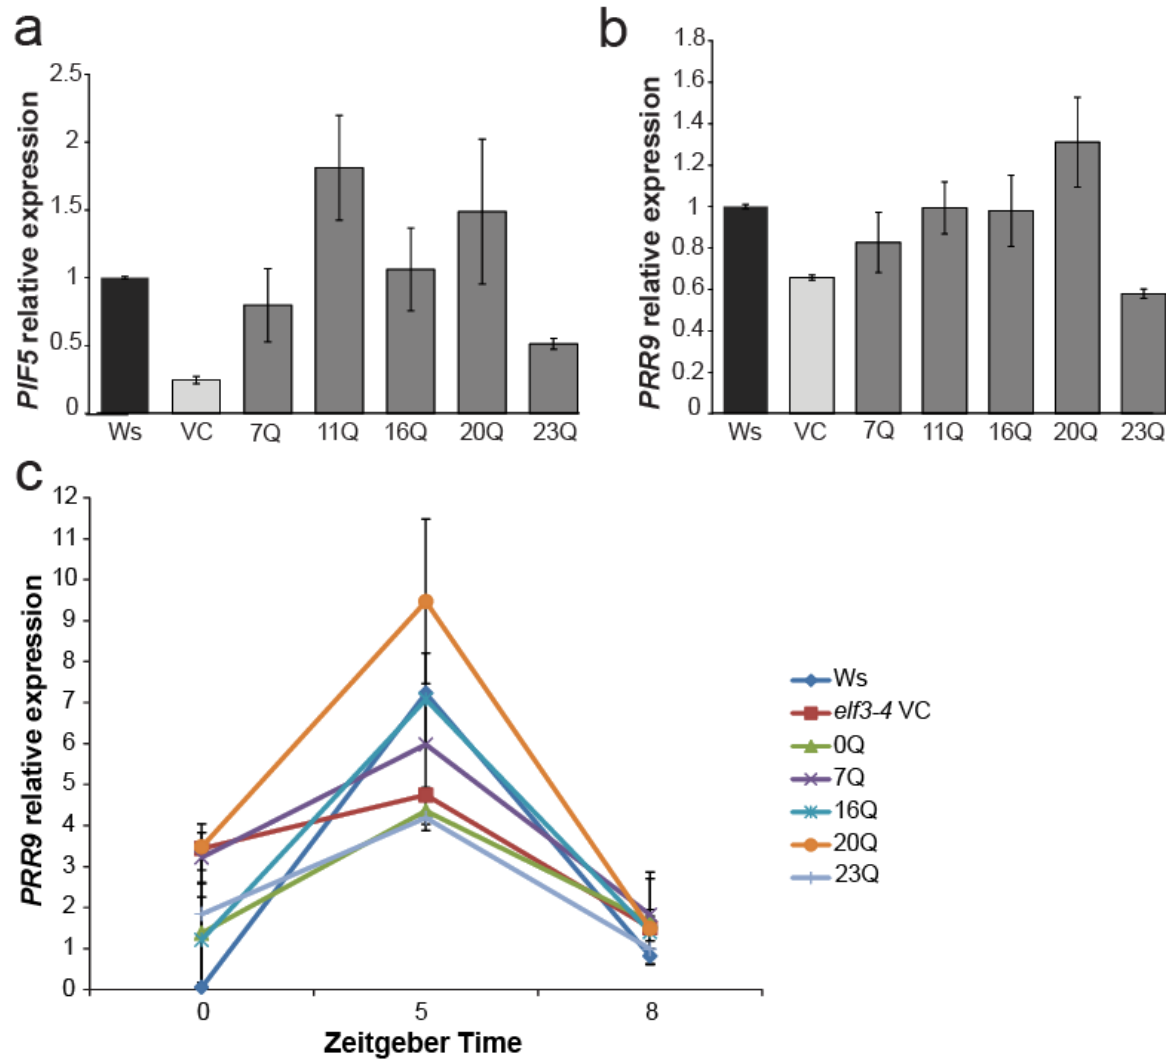 a
PIF5 relative expression
2.5
2
1.5
1
0.5
0
Ws VC 7Q 11Q 16Q 20Q 23Q
b
PRR9 relative expression
1.8
1.6
1.4
1.2
1
0.8
0.6
0.4
0.2
0
Ws VC 7Q 11Q 16Q 20Q 23Q
c
PRR9 relative expression
12
11
10
9
8
7
6
5
4
3
2
1
0
0 5 8
Zeitgeber Time
Ws
elf3-4 VC
0Q
7Q
16Q
20Q
23Q